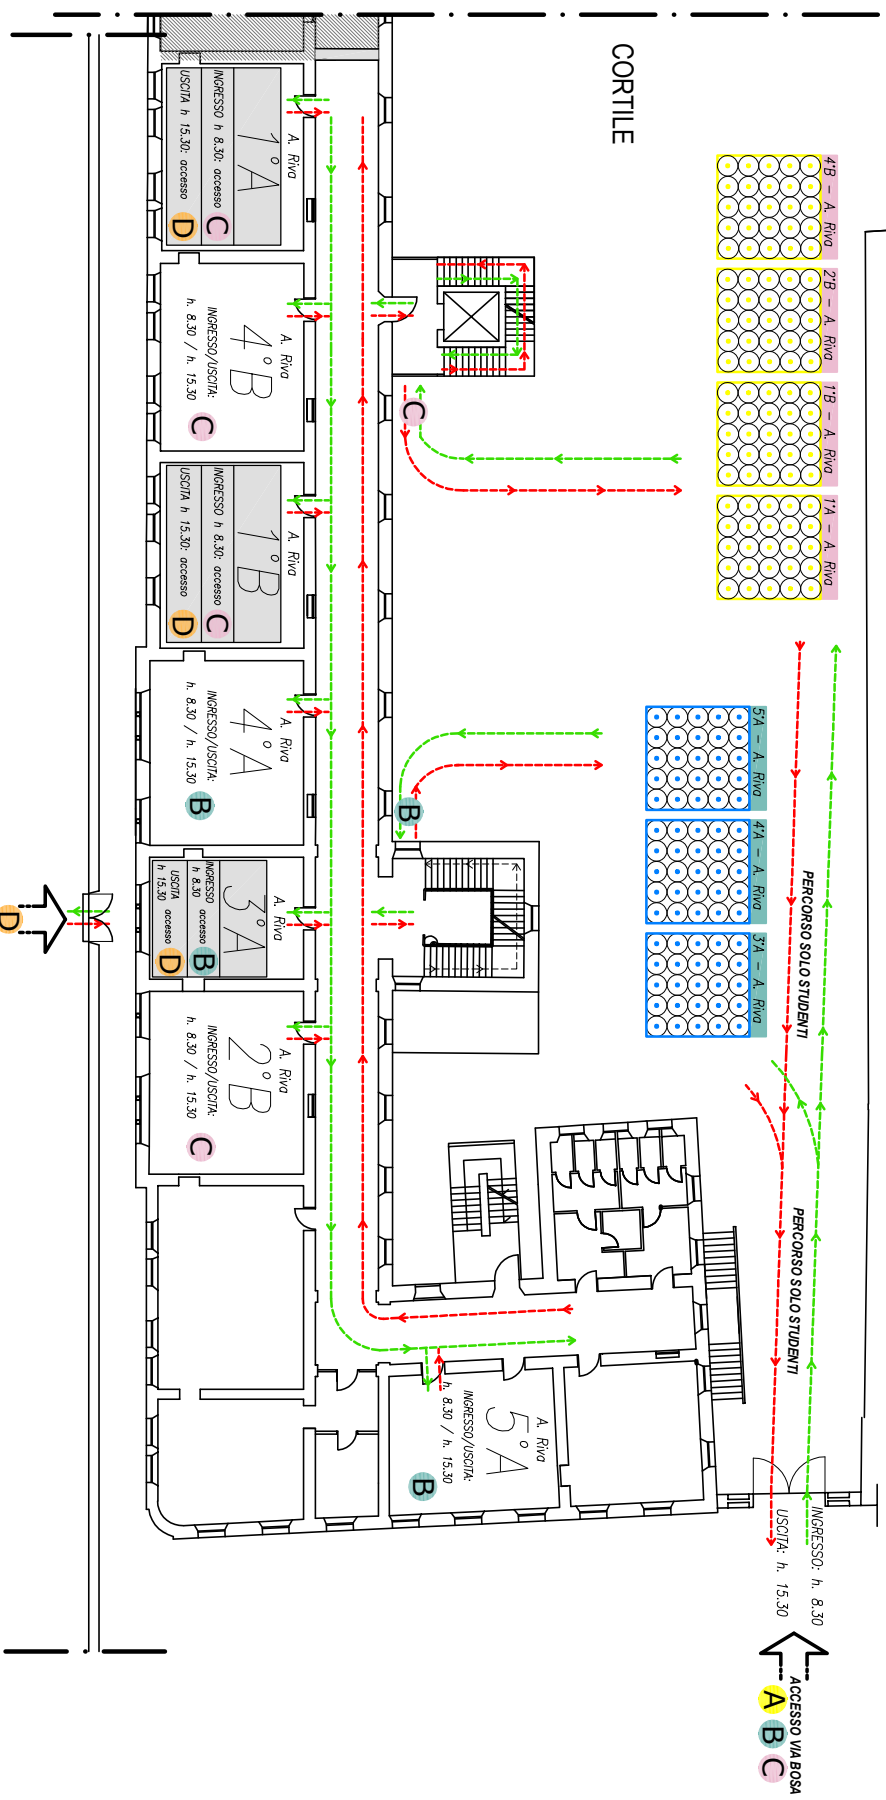 CORTILE
4°B - A. Riva
2°B - A. Riva
1°B - A. Riva
1°A - A. Riva
5°A - A. Riva
4°A - A. Riva
3°A - A. Riva
PERCORSO SOLO STUDENTI
PERCORSO SOLO STUDENTI
INGRESSO: h. 8.30
USCITA: h. 15.30
ACCESSO VIA BOSA
A B C
C
B
A. Riva
1°A
INGRESSO h 8.30: accesso C
USCITA h 15.30: accesso D
A. Riva
4°B
INGRESSO/USCITA:
h. 8.30 / h. 15.30 C
A. Riva
1°B
INGRESSO h 8.30: accesso C
USCITA h 15.30: accesso D
A. Riva
4°A
INGRESSO/USCITA:
h. 8.30 / h. 15.30 B
A. Riva
3°A
INGRESSO
h 8.30 accesso B
USCITA
h 15.30 accesso D
A. Riva
2°B
INGRESSO/USCITA:
h. 8.30 / h. 15.30 C
A. Riva
5°A
INGRESSO/USCITA:
h. 8.30 / h. 15.30
B
D